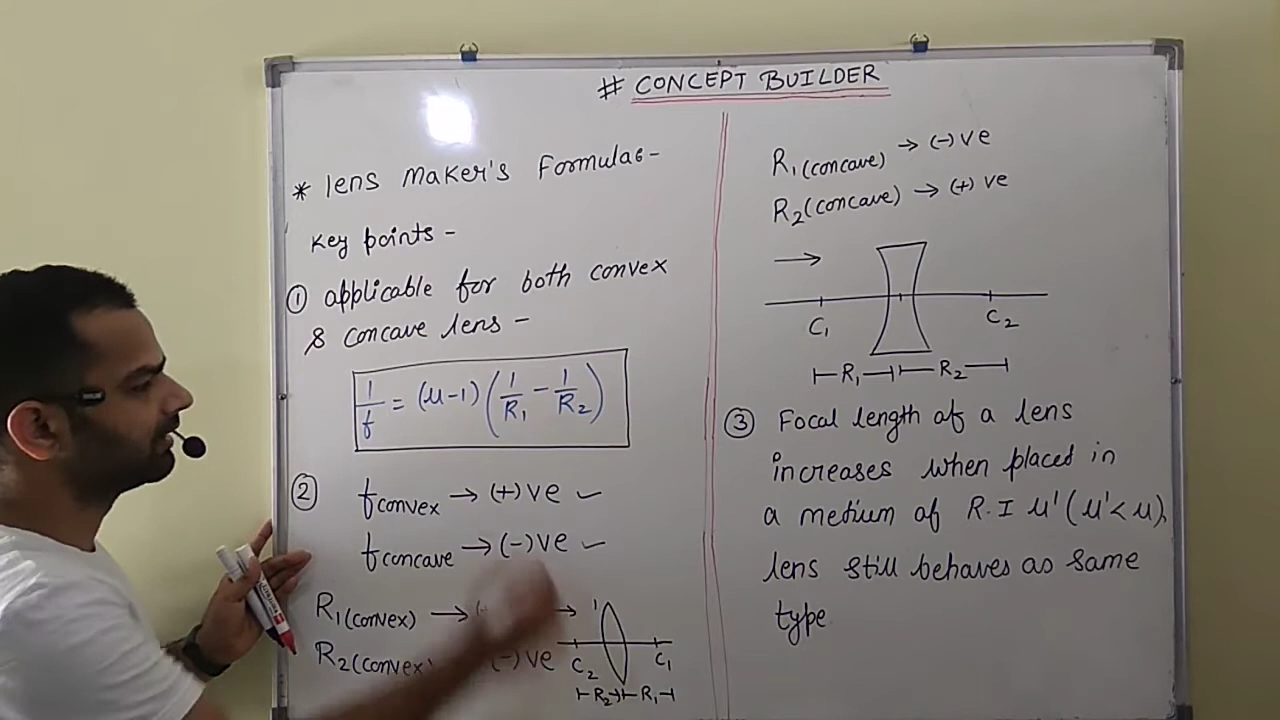 # CONCEPT BUILDER
* lens maker's Formulae-
Key points -
① applicable for both convex
& concave lens -
1/f = (μ-1) (1/R1 - 1/R2)
② fconvex → (+)ve ✓
fconcave → (-)ve ✓
R1(convex) →
R2(convex) (-)ve
C2 C1
R2 R1
R1(concave) → (-)ve
R2(concave) → (+)ve
C1 C2
R1 R2
③ Focal length of a lens
increases when placed in
a medium of R.I μ' (μ'<μ),
lens still behaves as same
type